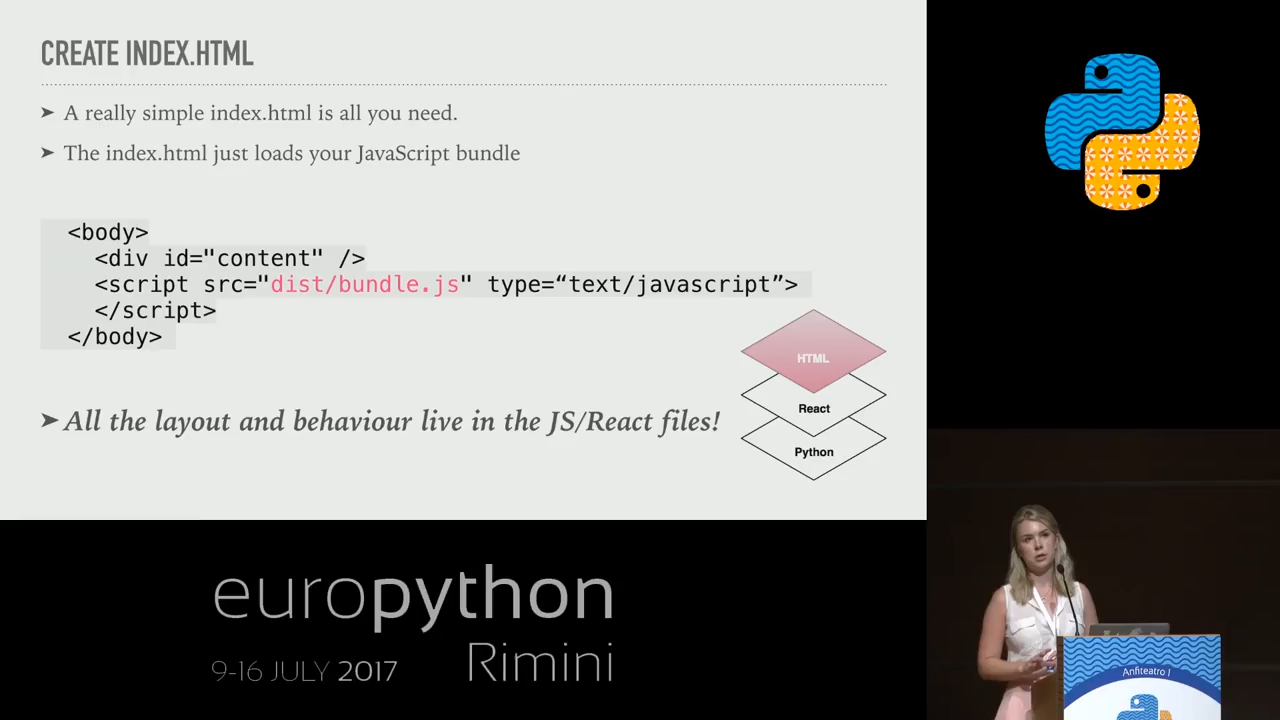 CREATE INDEX.HTML
➤ A really simple index.html is all you need.
➤ The index.html just loads your JavaScript bundle
<body>
<div id="content" />
<script src="dist/bundle.js" type=“text/javascript”>
</script>
</body>
HTML
React
Python
➤ All the layout and behaviour live in the JS/React files!
europython
Rimini
9-16 JULY 2017
Anfiteatro I